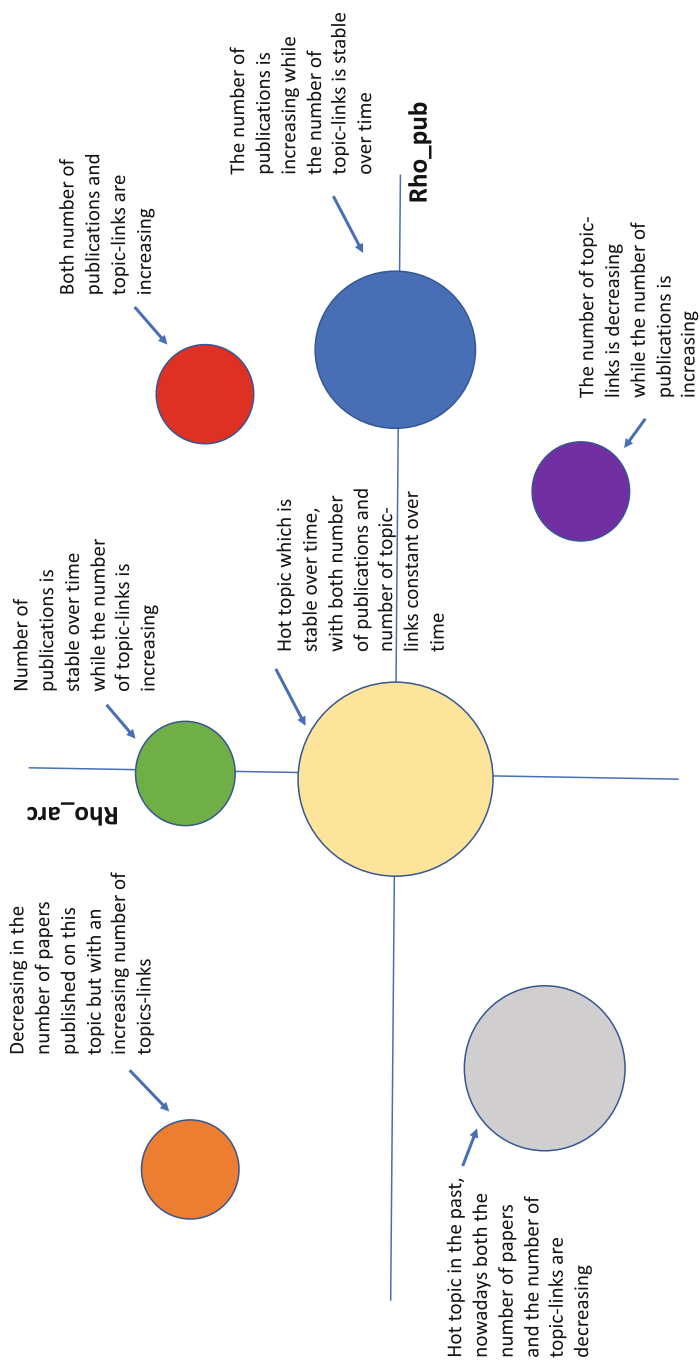 Decreasing in the
number of papers
published on this
topic but with an
increasing number of
topics-links
Rho_arc
Number of
publications is
stable over time
while the number
of topic-links is
increasing
Both number of
publications and
topic-links are
increasing
Hot topic which is
stable over time,
with both number
of publications and
number of topic-
links constant over
time
The number of
publications is
increasing while
the number of
topic-links is stable
over time
Rho_pub
Hot topic in the past,
nowadays both the
number of papers
and the number of
topic-links are
decreasing
The number of topic-
links is decreasing
while the number of
publications is
increasing